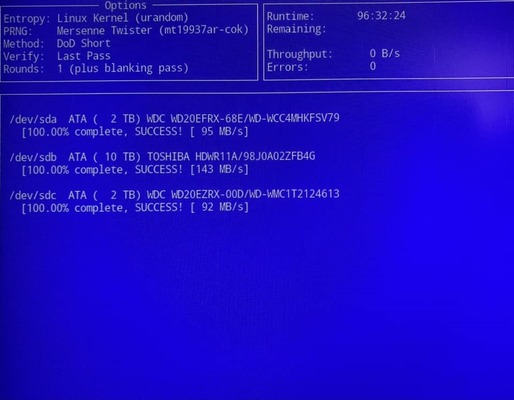 Options
Entropy: Linux Kernel (urandom)
PRNG: Mersenne Twister (mt19937ar-cok)
Method: DoD Short
Verify: Last Pass
Rounds: 1 (plus blanking pass)
Runtime: 96:32:24
Remaining:
Throughput: 0 B/s
Errors: 0
/dev/sda ATA ( 2 TB) WDC WD20EFRX-68E/WD-WCC4MHKFSV79
[100.00% complete, SUCCESS! [ 95 MB/s]
/dev/sdb ATA ( 10 TB) TOSHIBA HDWR11A/98J0A02ZFB4G
[100.00% complete, SUCCESS! [143 MB/s]
/dev/sdc ATA ( 2 TB) WDC WD20EZRX-00D/WD-WMC1T2124613
[100.00% complete, SUCCESS! [ 92 MB/s]